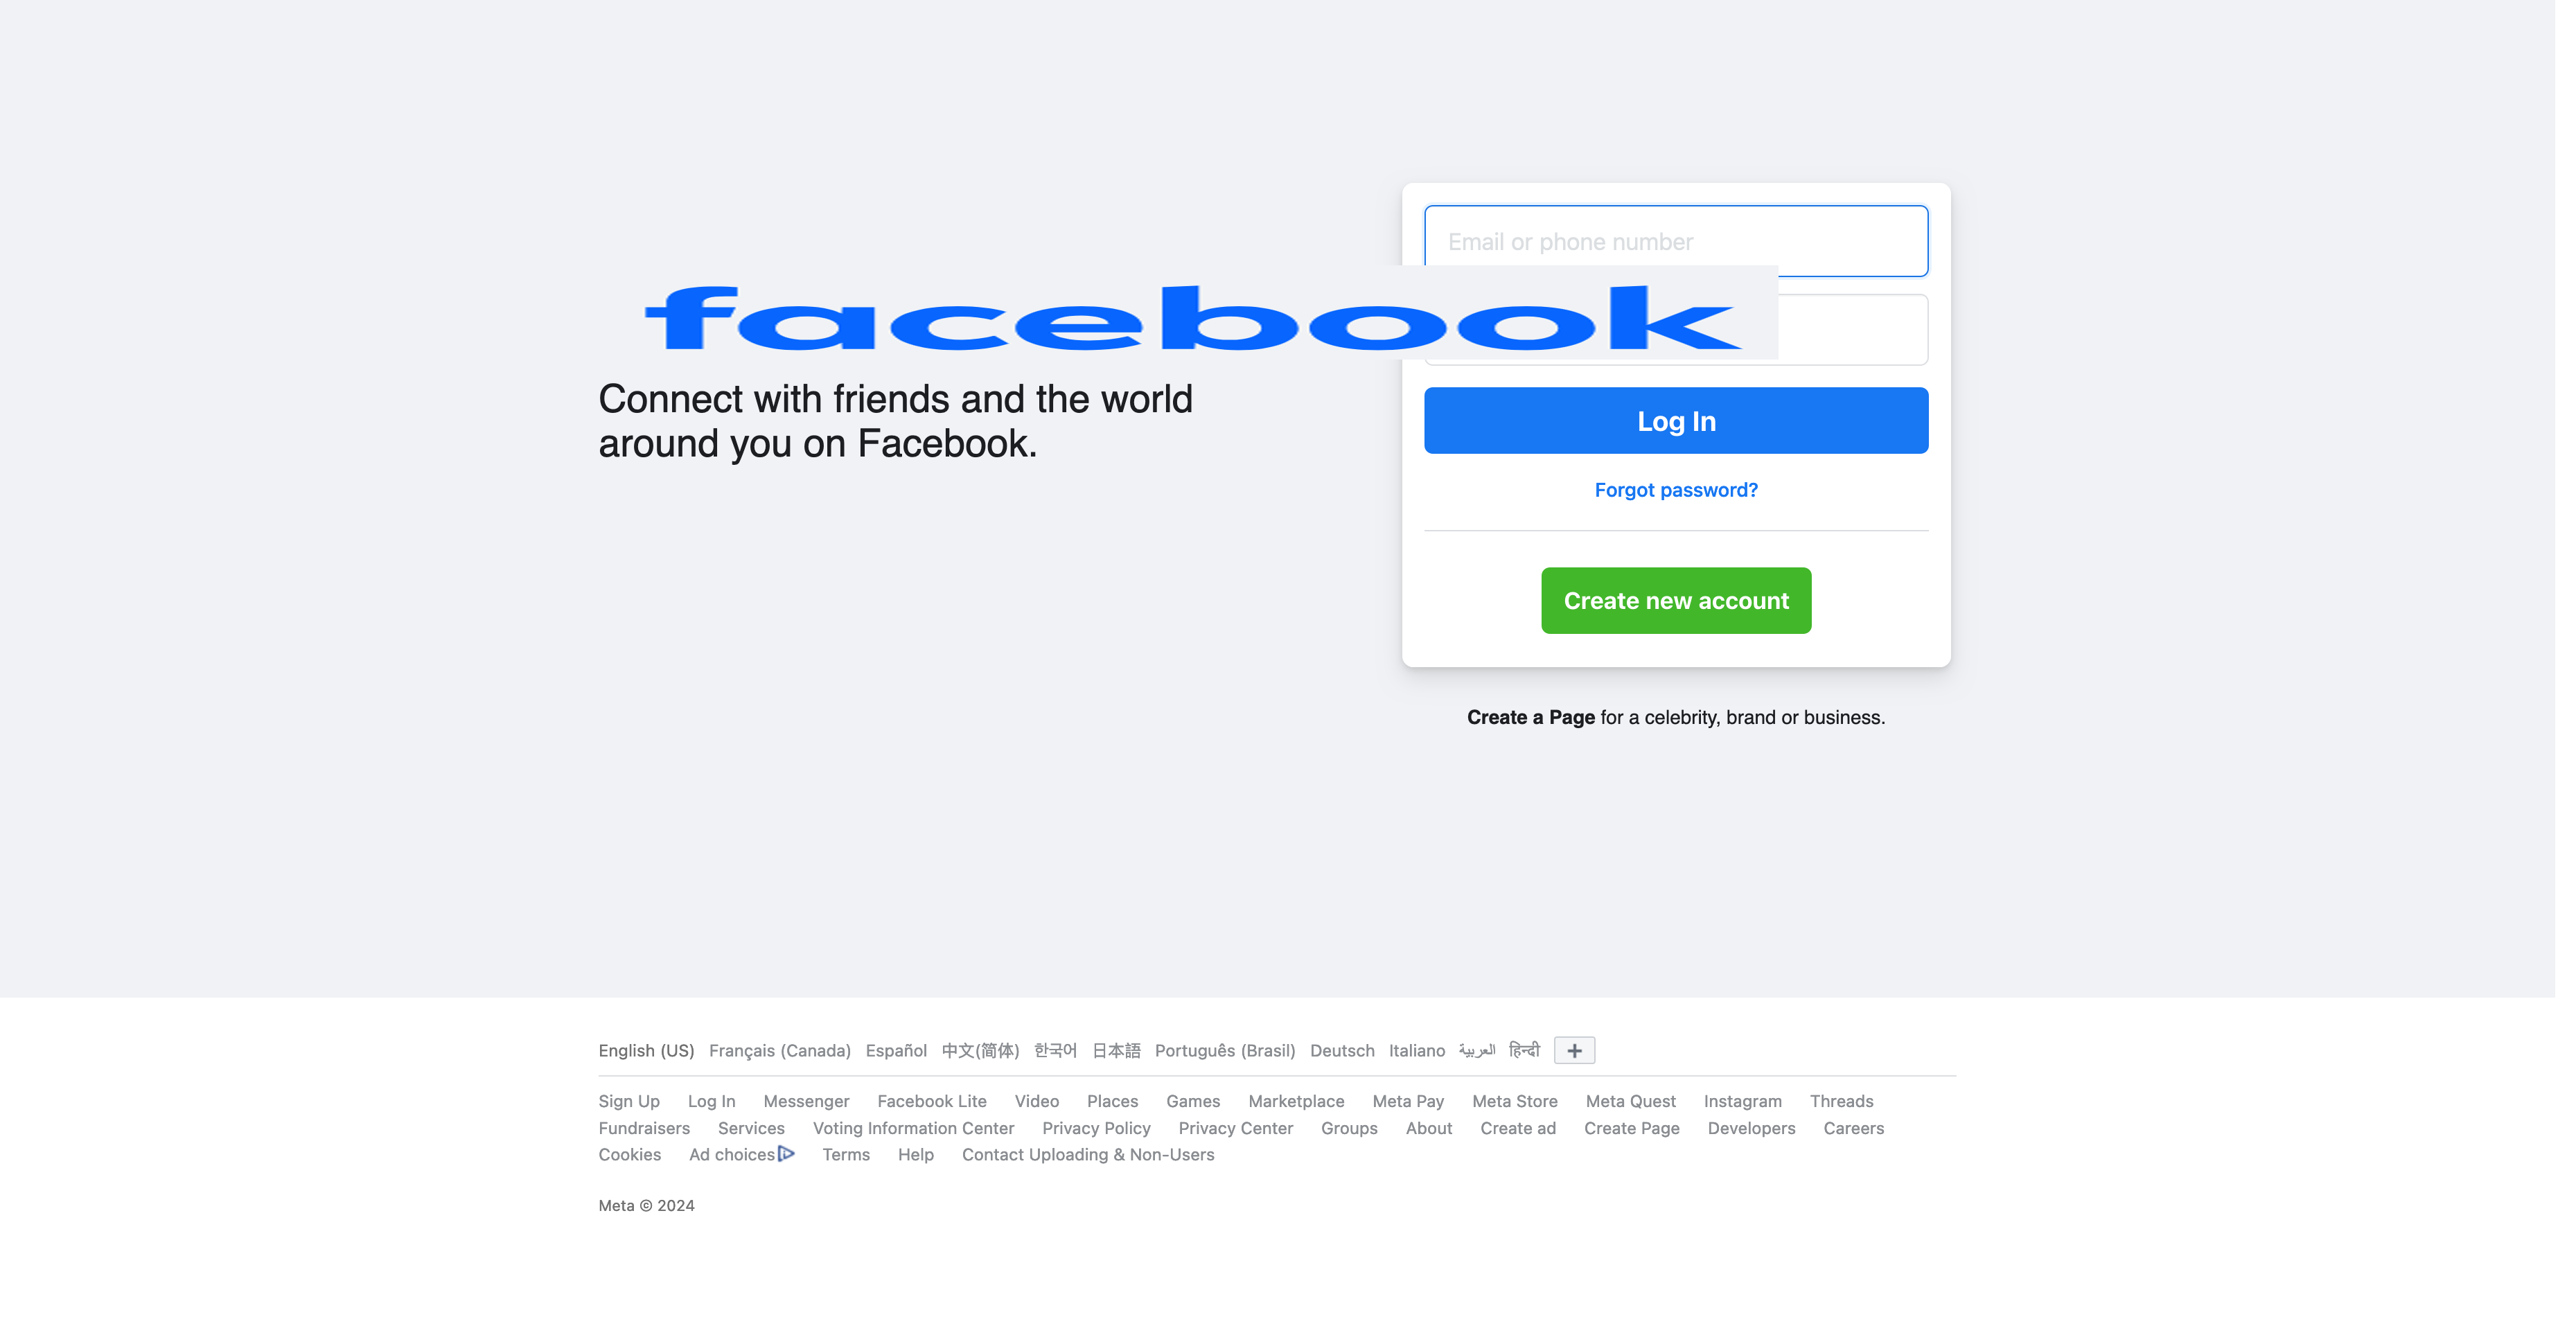 facebook
Connect with friends and the world
around you on Facebook.
Email or phone number
Log In
Forgot password?
Create new account
Create a Page for a celebrity, brand or business.
English (US) Français (Canada) Español 中文(简体) 한국어 日本語 Português (Brasil) Deutsch Italiano العربية हिन्दी +
Sign Up Log In Messenger Facebook Lite Video Places Games Marketplace Meta Pay Meta Store Meta Quest Instagram Threads
Fundraisers Services Voting Information Center Privacy Policy Privacy Center Groups About Create ad Create Page Developers Careers
Cookies Ad choices Terms Help Contact Uploading & Non-Users
Meta © 2024